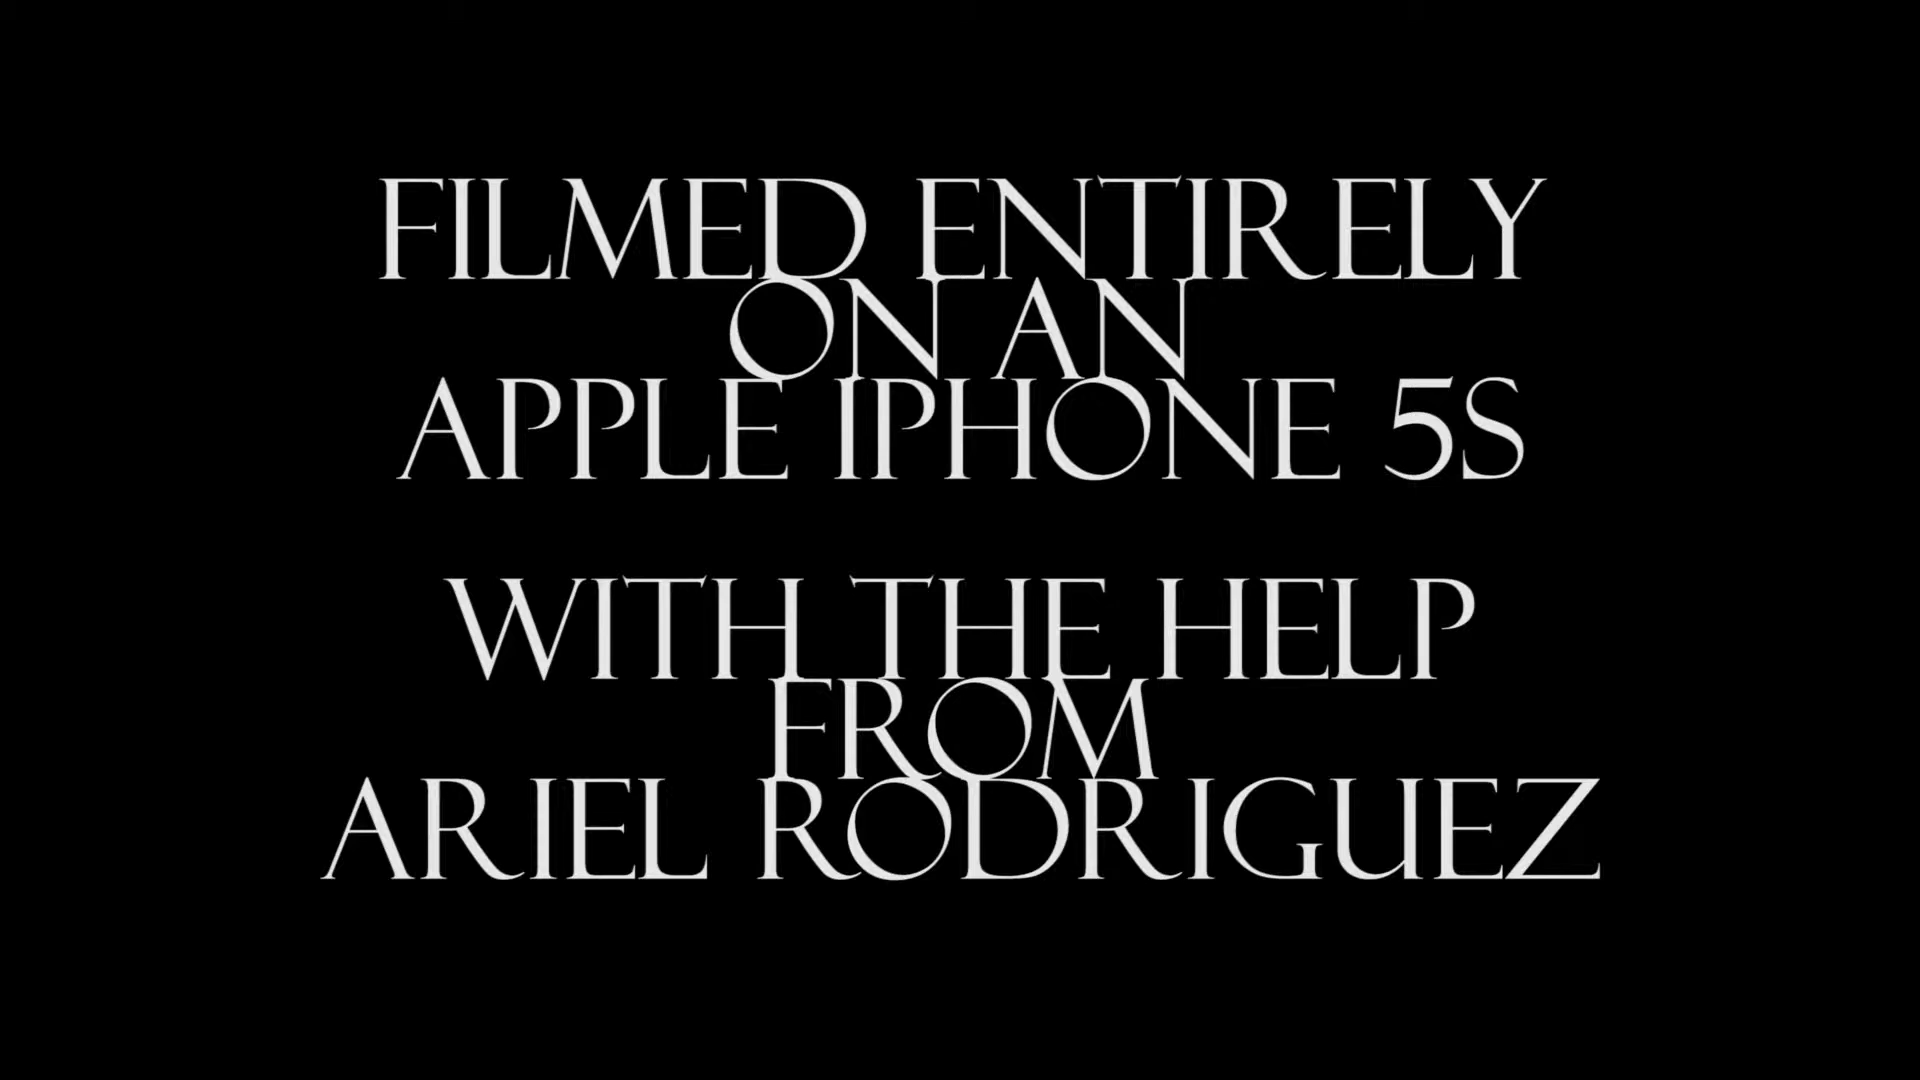 FILMED ENTIRELY
ON AN
APPLE IPHONE 5S
WITH THE HELP
FROM
ARIEL RODRIGUEZ